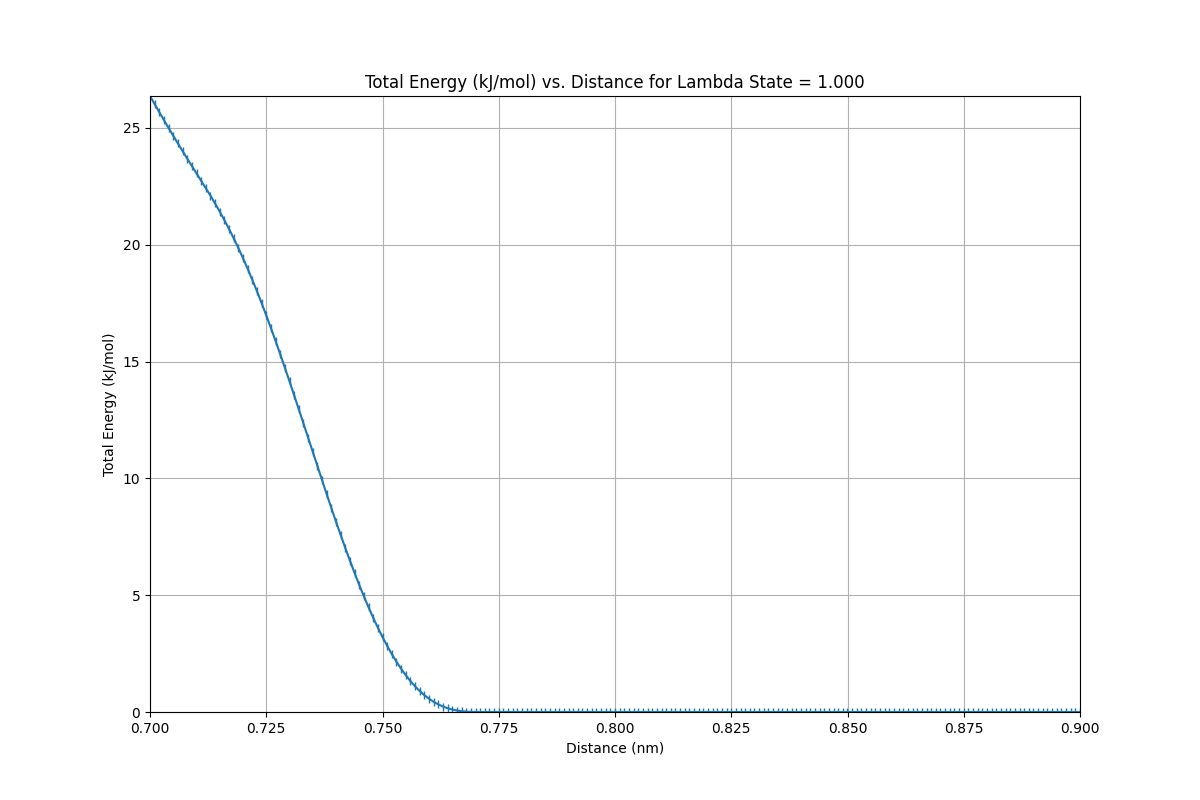 Total Energy (kJ/mol) vs. Distance for Lambda State = 1.000
25
20
15
10
5
0
Total Energy (kJ/mol)
0.700 0.725 0.750 0.775 0.800 0.825 0.850 0.875 0.900
Distance (nm)